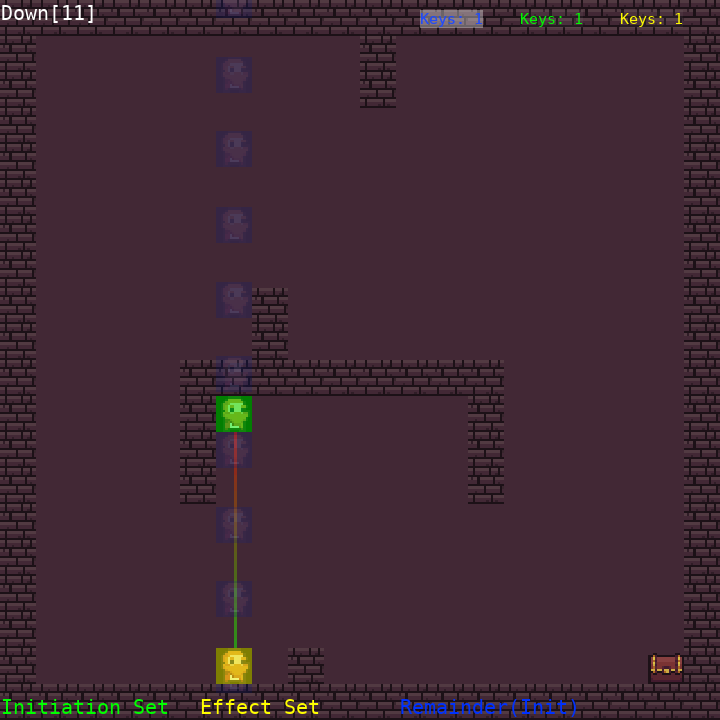 Down[11]
Keys: 1 Keys: 1 Keys: 1
Initiation Set Effect Set Remainder(Init)